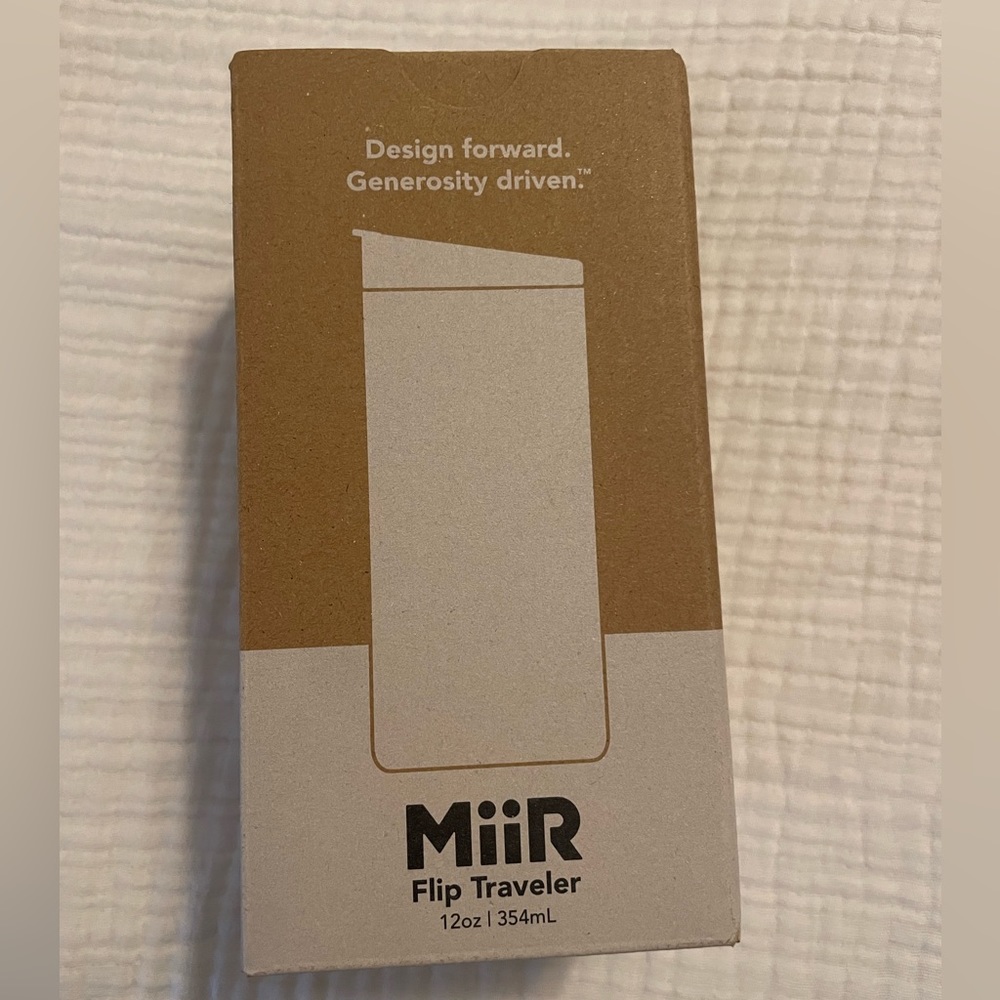 Design forward.
Generosity driven.™
MiiR
Flip Traveler
12oz | 354mL